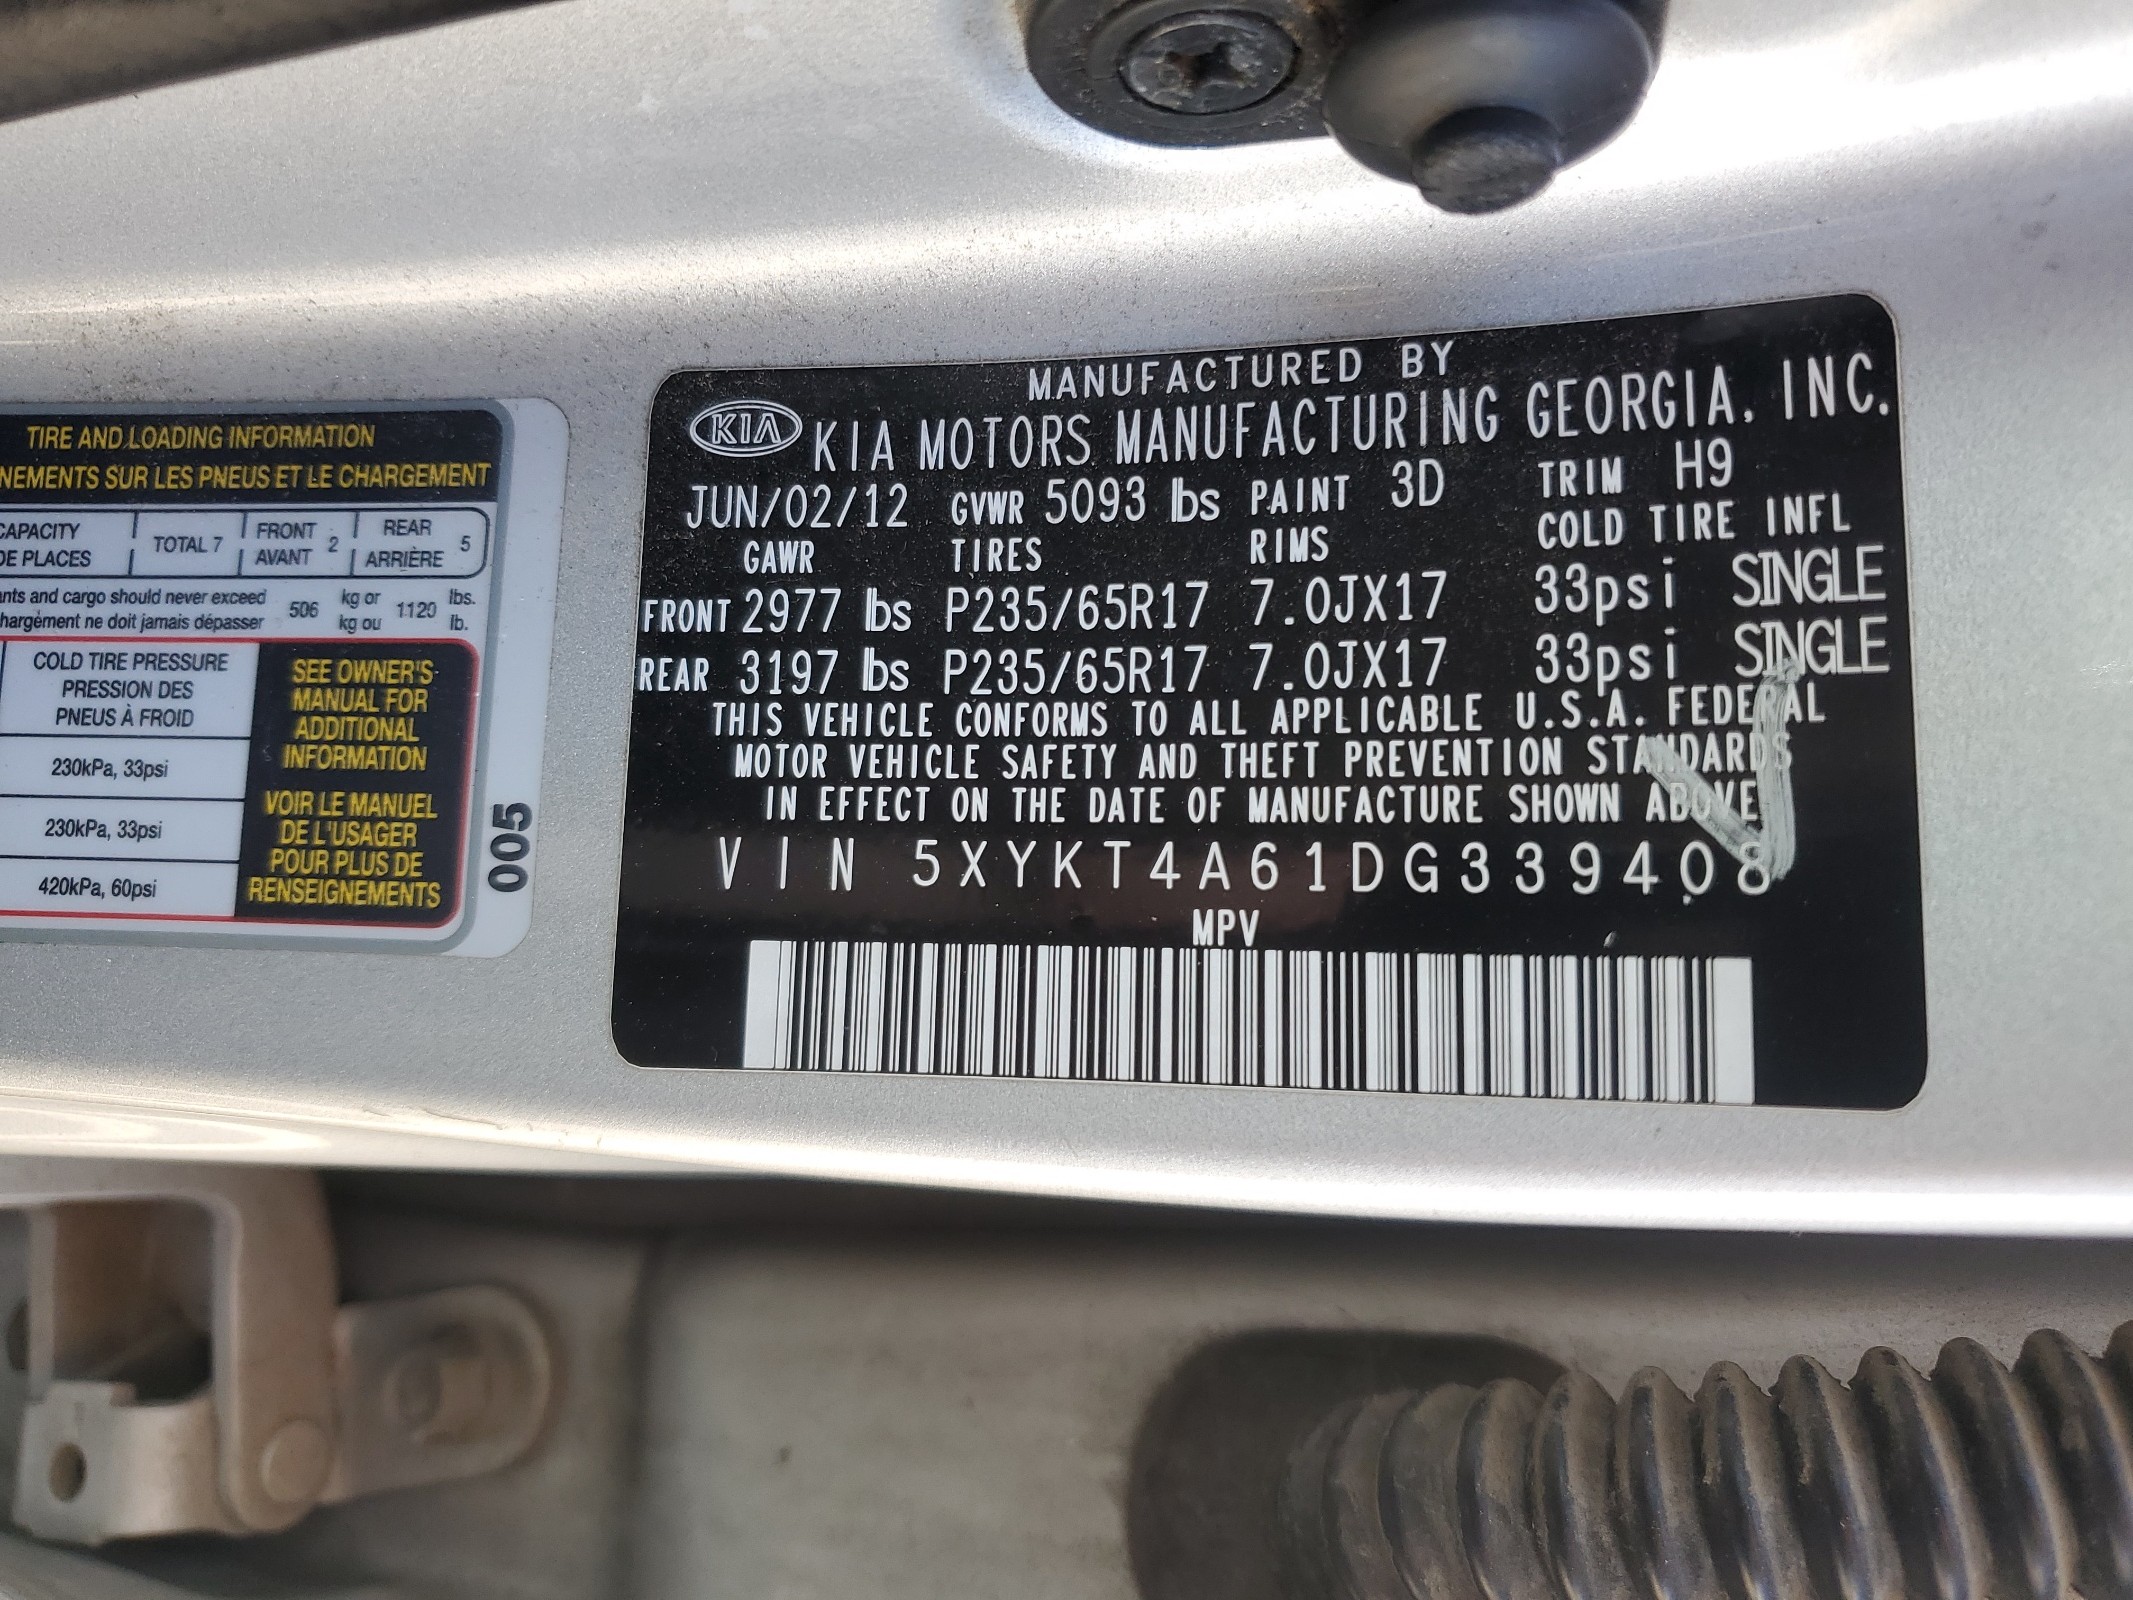 TIRE AND LOADING INFORMATION
NEMENTS SUR LES PNEUS ET LE CHARGEMENT
CAPACITY TOTAL 7 FRONT 2 REAR 5
DE PLACES AVANT ARRIÈRE
and cargo should never exceed 506 kg or 1120 lbs.
ne doit jamais dépasser kg ou lb.
COLD TIRE PRESSURE
PRESSION DES
PNEUS À FROID
230kPa, 33psi
230kPa, 33psi
420kPa, 60psi
SEE OWNER'S
MANUAL FOR
ADDITIONAL
INFORMATION
VOIR LE MANUEL
DE L'USAGER
POUR PLUS DE
RENSEIGNEMENTS
005
MANUFACTURED BY
KIA KIA MOTORS MANUFACTURING GEORGIA, INC.
JUN/02/12 GVWR 5093 lbs PAINT 3D TRIM H9
GAWR TIRES RIMS COLD TIRE INFL
FRONT 2977 lbs P235/65R17 7.0JX17 33psi SINGLE
REAR 3197 lbs P235/65R17 7.0JX17 33psi SINGLE
THIS VEHICLE CONFORMS TO ALL APPLICABLE U.S.A. FEDERAL
MOTOR VEHICLE SAFETY AND THEFT PREVENTION STANDARDS
IN EFFECT ON THE DATE OF MANUFACTURE SHOWN ABOVE
VIN 5XYKT4A61DG339408
MPV